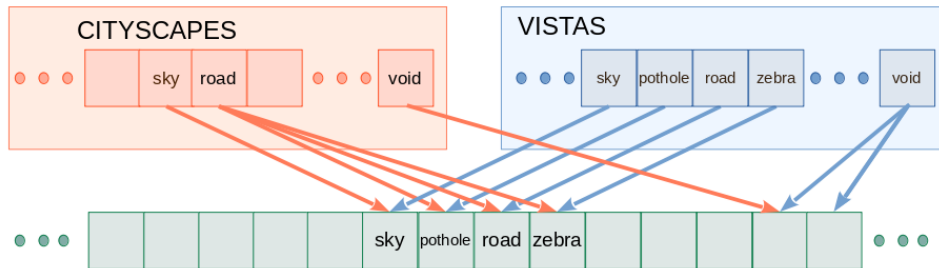 CITYSCAPES
sky road void
VISTAS
sky pothole road zebra void
sky pothole road zebra